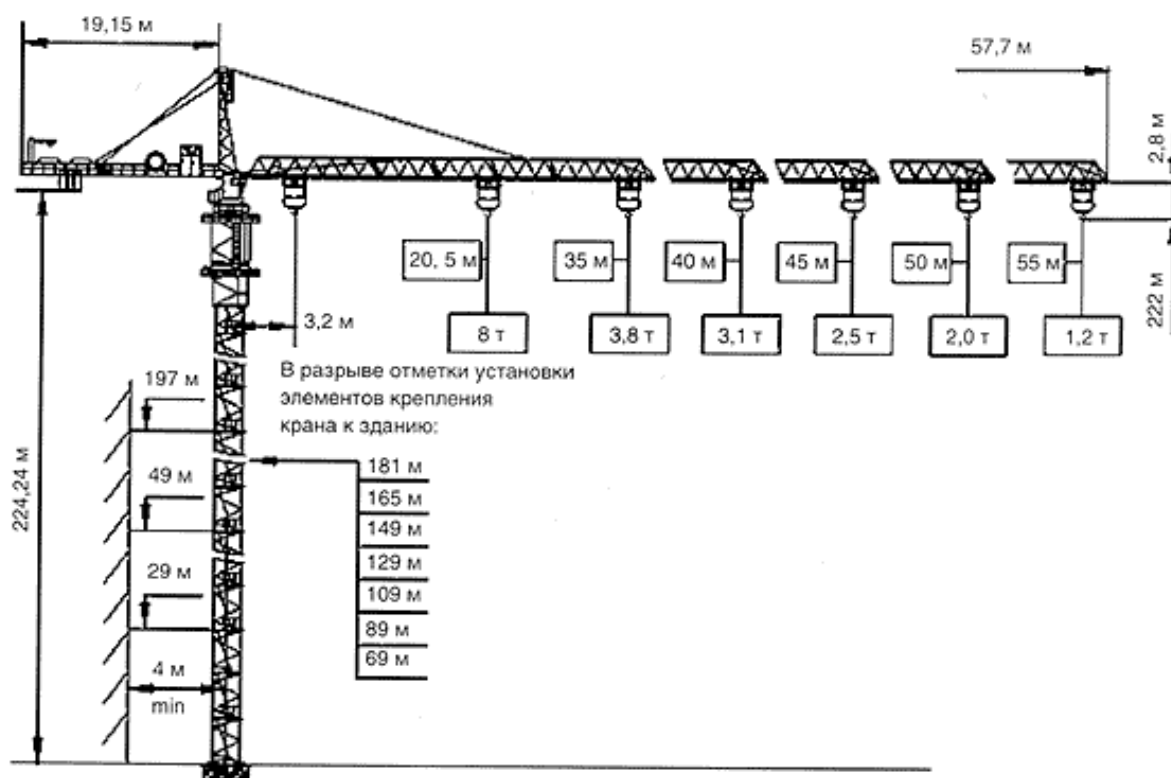 19,15 м
57,7 м
2,8 м
20, 5 м
35 м
40 м
45 м
50 м
55 м
222 м
3,2 м
8 т
3,8 т
3,1 т
2,5 т
2,0 т
1,2 т
В разрыве отметки установки
элементов крепления
крана к зданию:
197 м
181 м
49 м
165 м
149 м
224,24 м
129 м
29 м
109 м
89 м
69 м
4 м
min